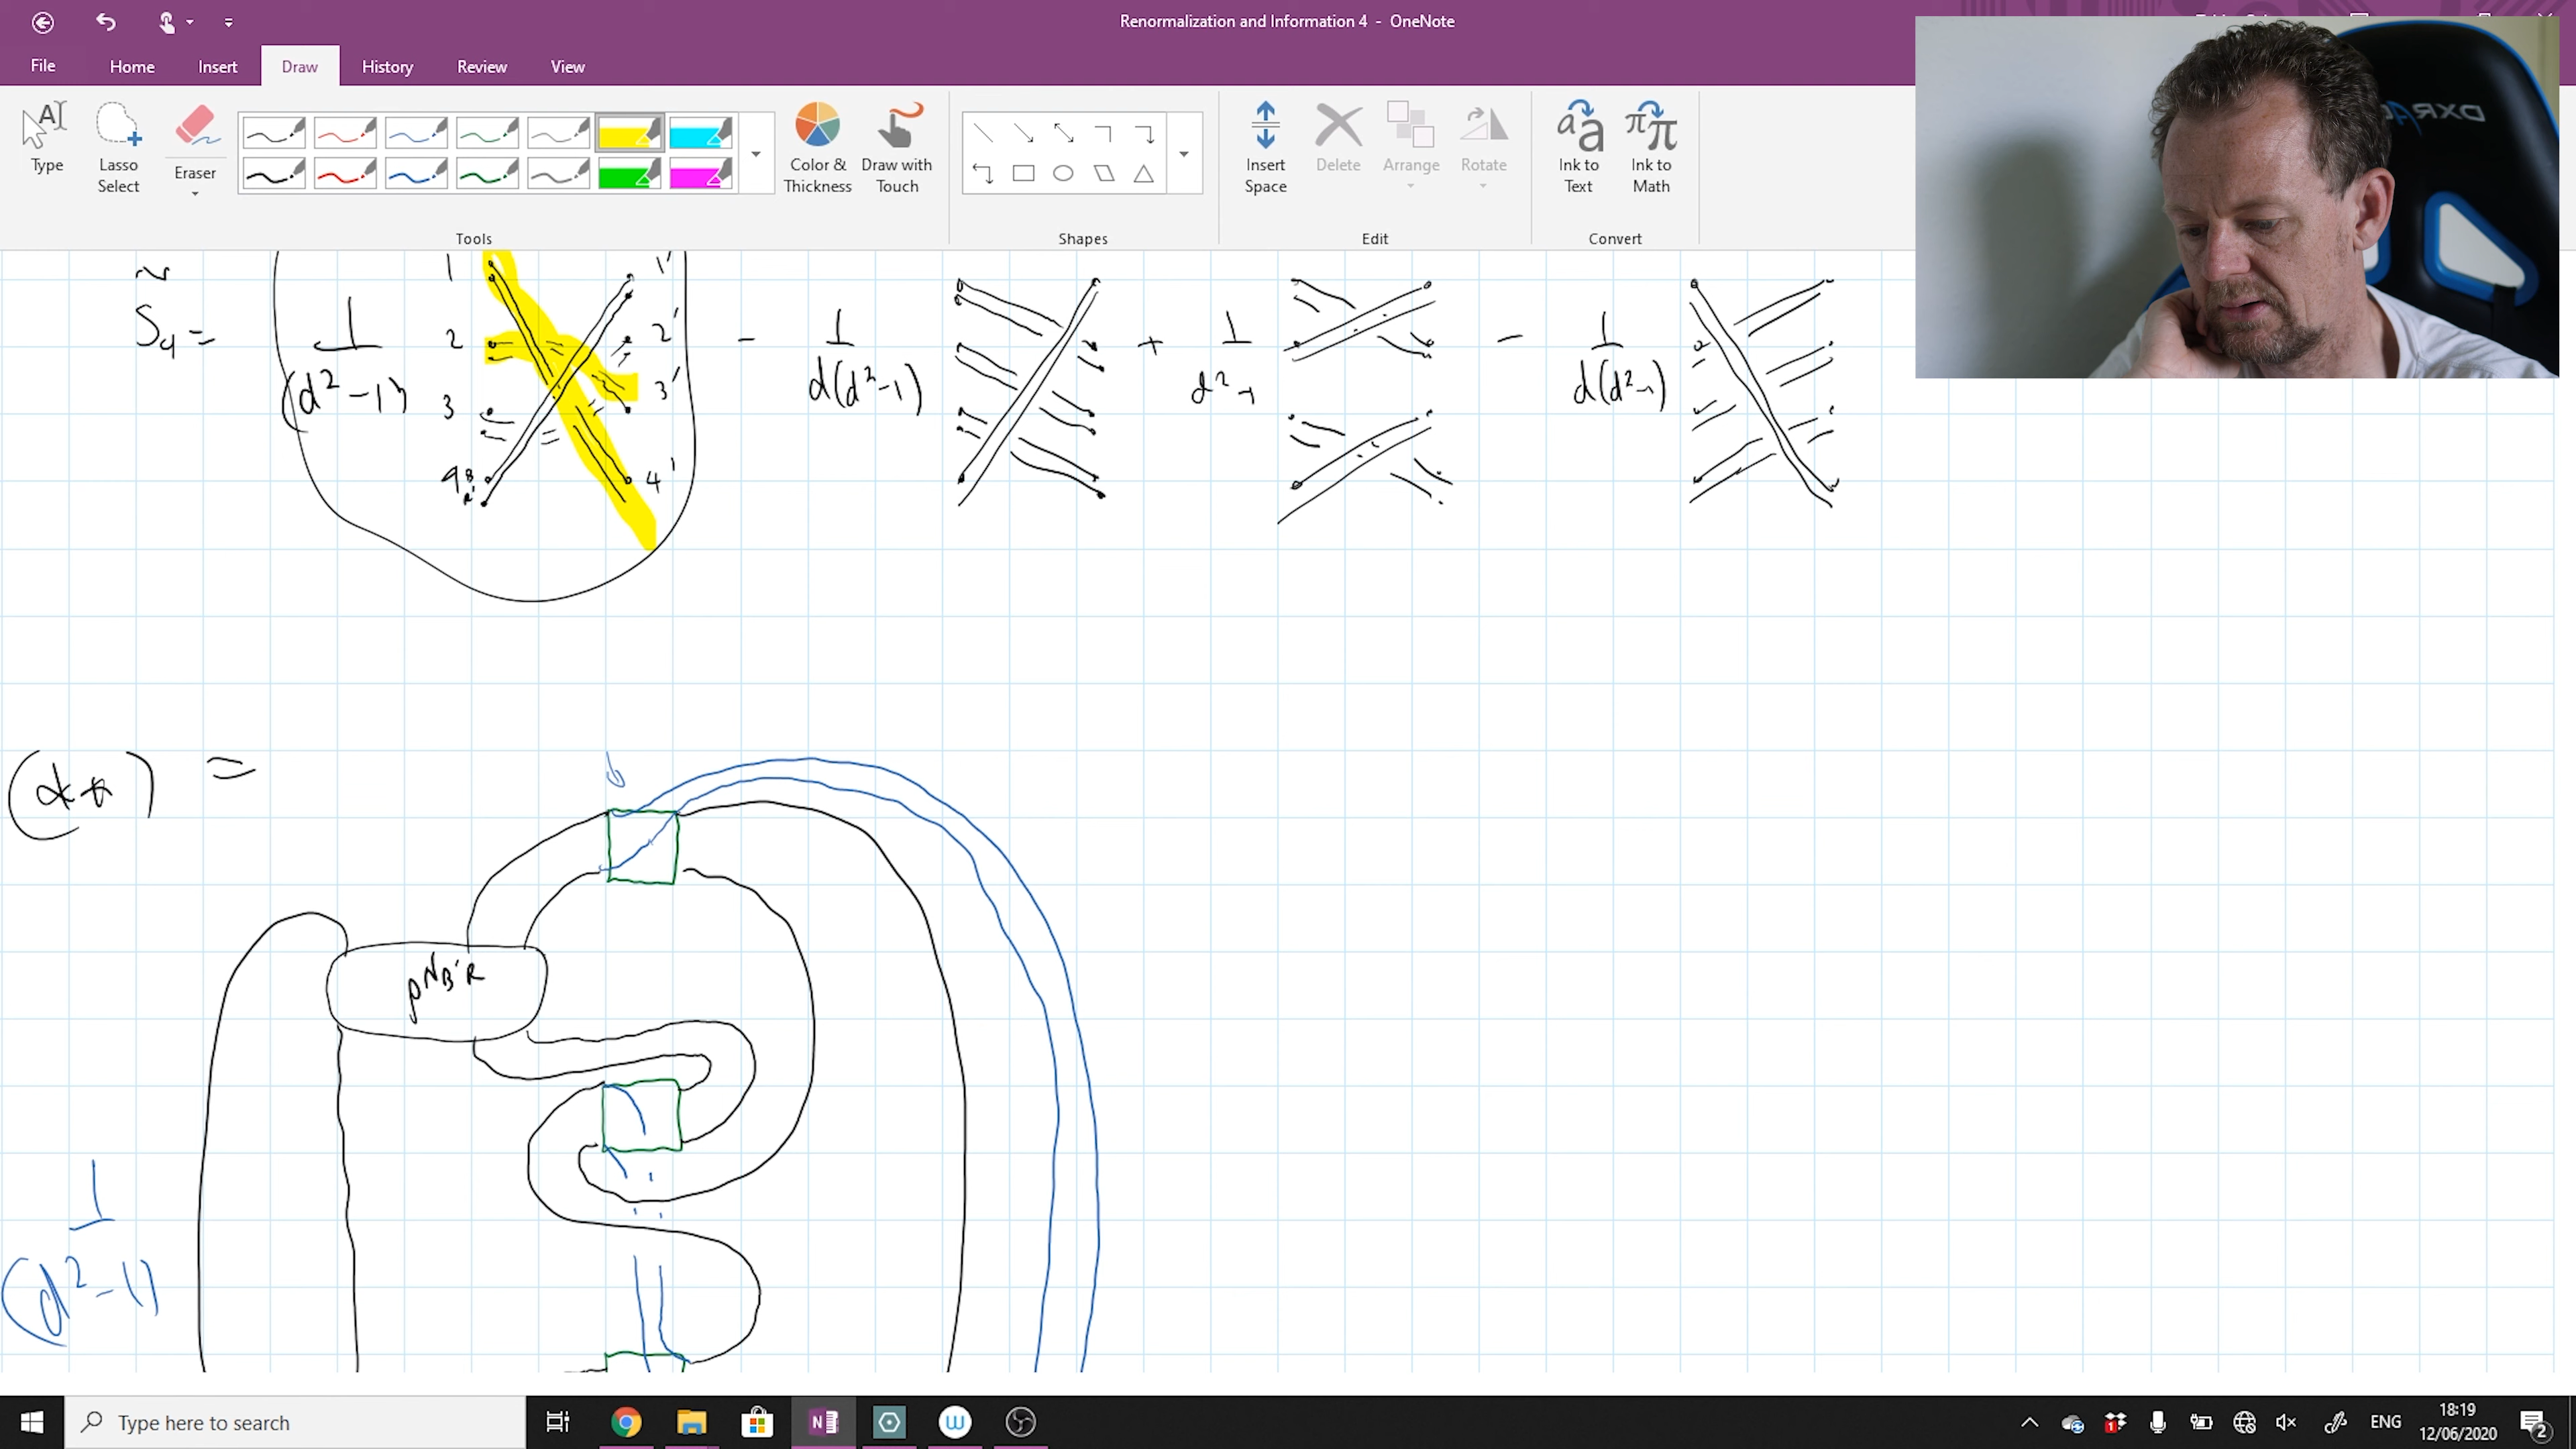 Renormalization and Information 4 - OneNote
File Home Insert Draw History Review View
Type
Lasso Select
Eraser
Color & Thickness
Draw with Touch
Insert Space
Delete
Arrange
Rotate
Ink to Text
Ink to Math
Tools
Shapes
Edit
Convert
DXRA
S̃₄ = 1/(d²-1) - 1/d(d²-1) + 1/d²-1 - 1/d(d²-1)
1 1'
2 2'
3 3'
4 4'
(**) =
ρ^NB'R
1/(d²-1)
Type here to search
ENG
18:19
12/06/2020
2